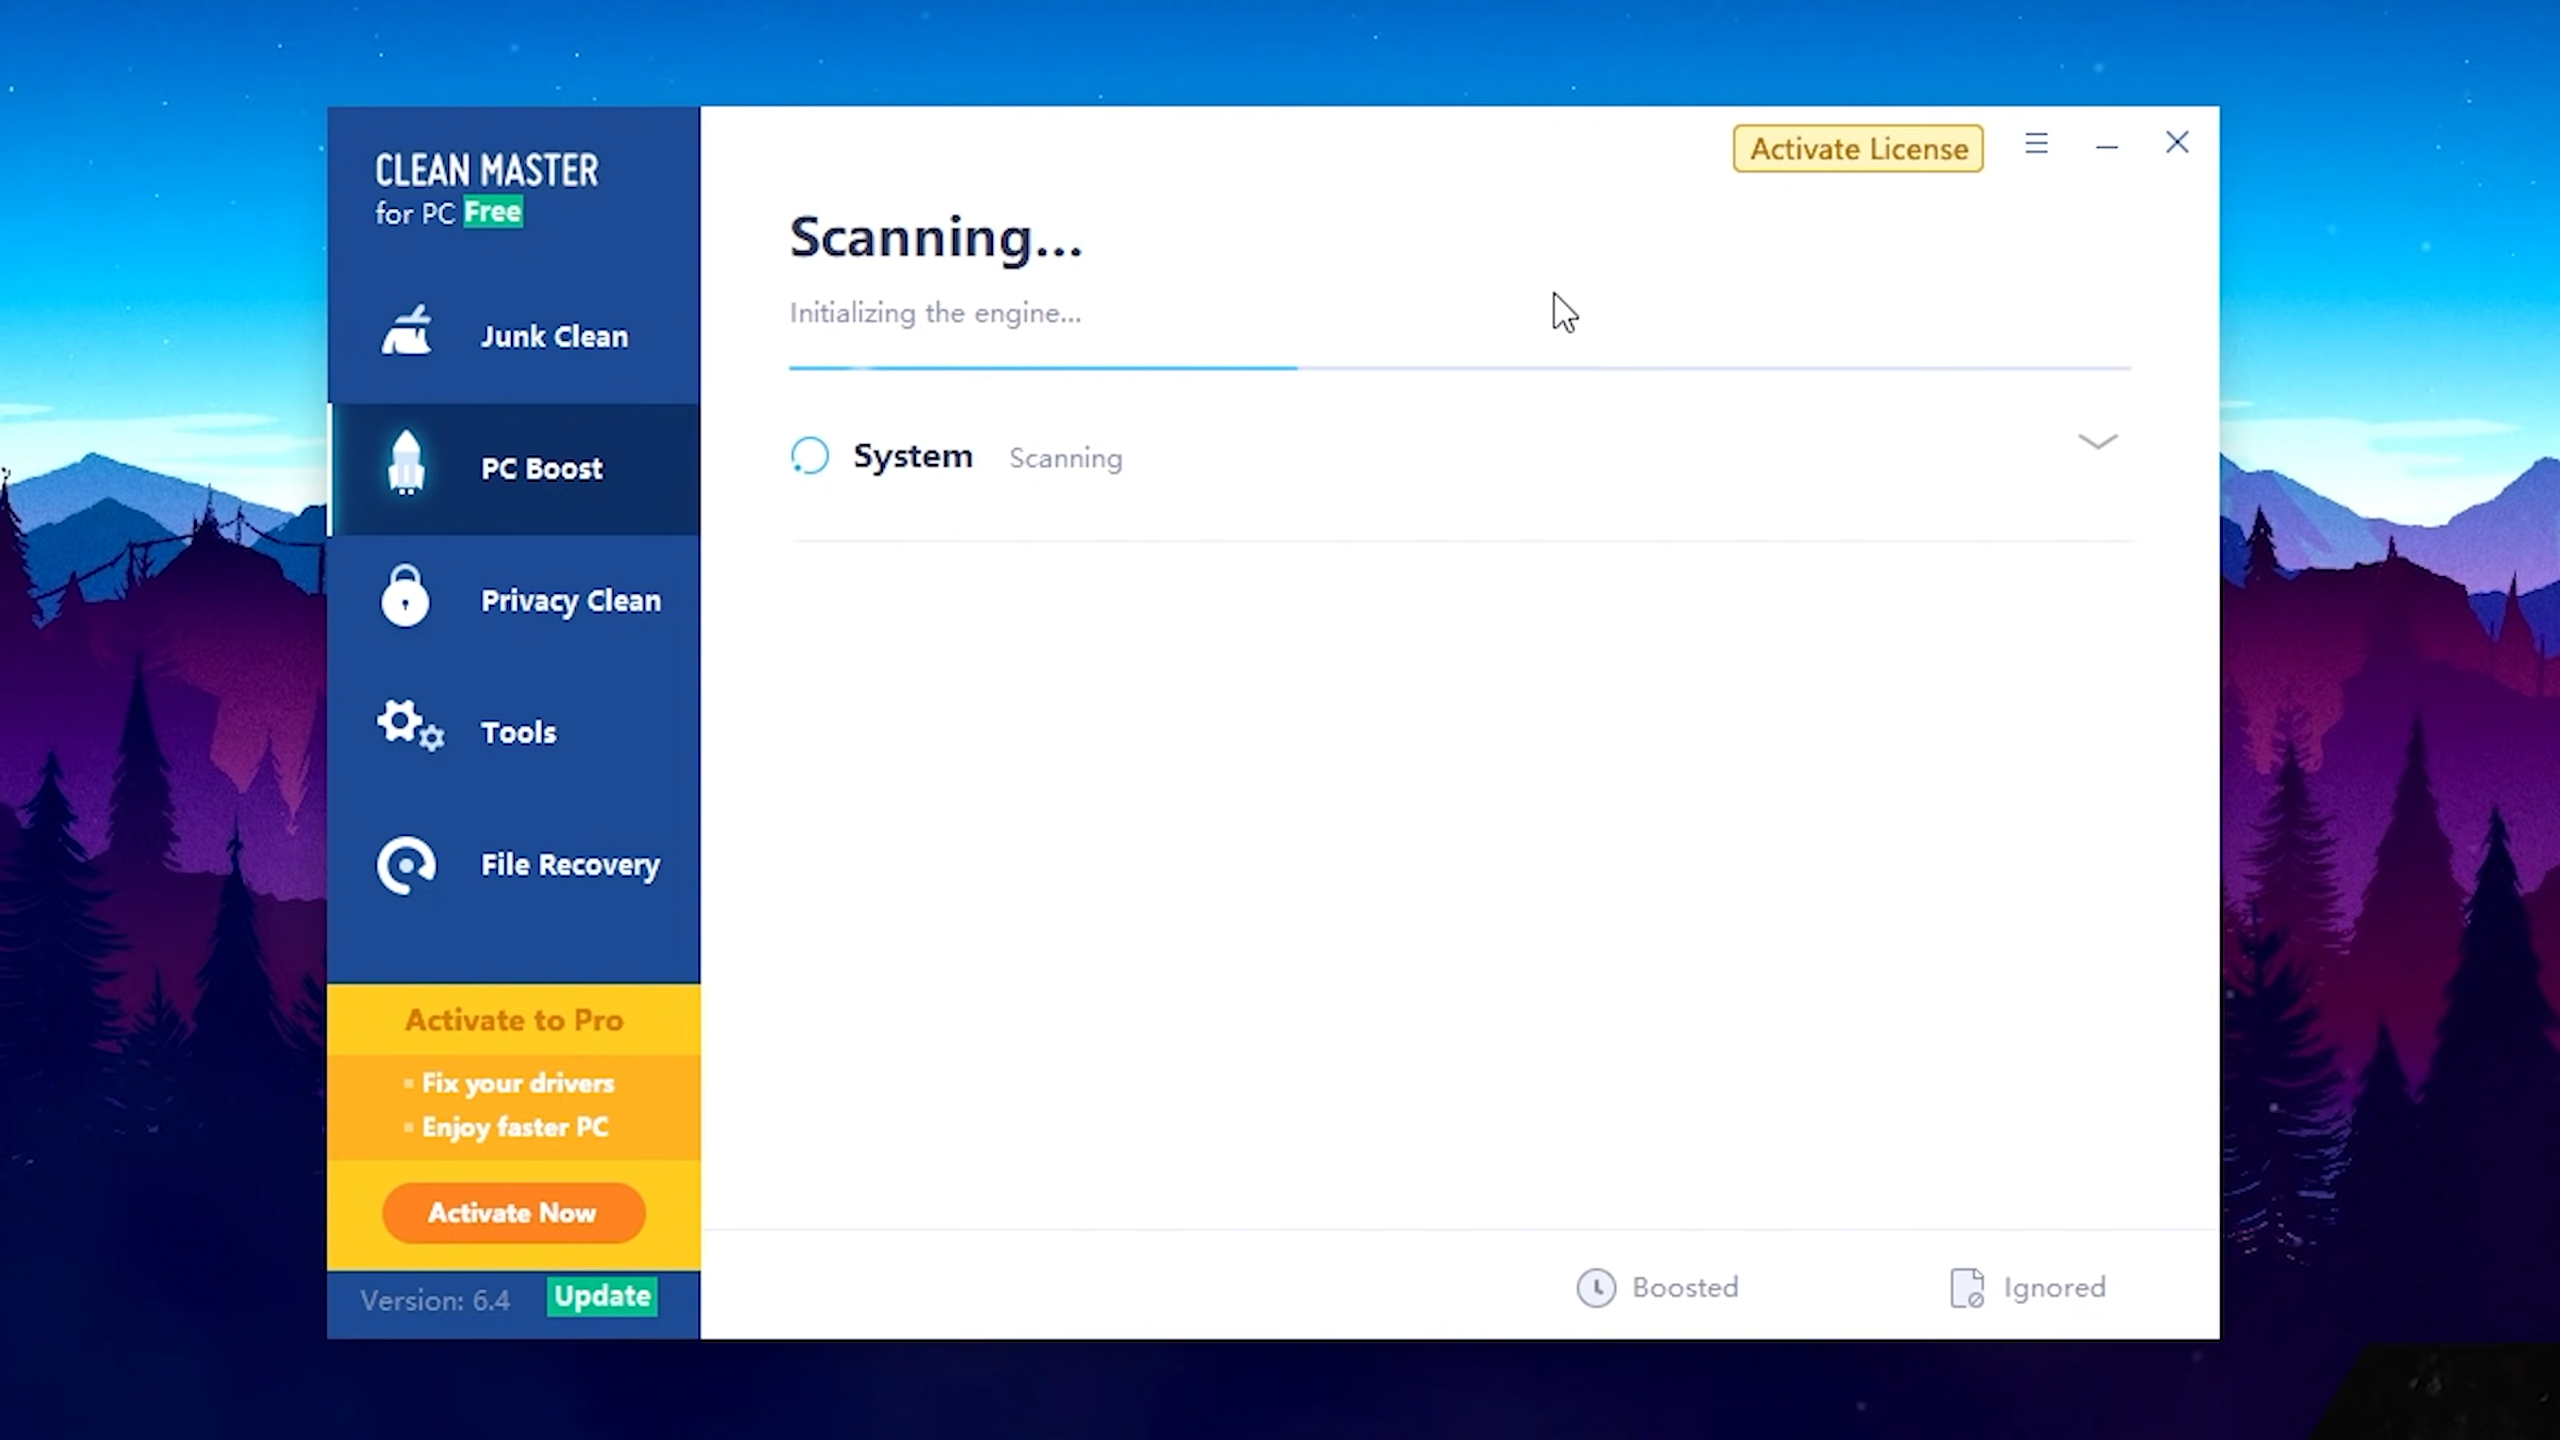 CLEAN MASTER
for PC Free
Junk Clean
PC Boost
Privacy Clean
Tools
File Recovery
Activate to Pro
Fix your drivers
Enjoy faster PC
Activate Now
Version: 6.4 Update
Activate License
Scanning...
Initializing the engine...
System Scanning
Boosted Ignored